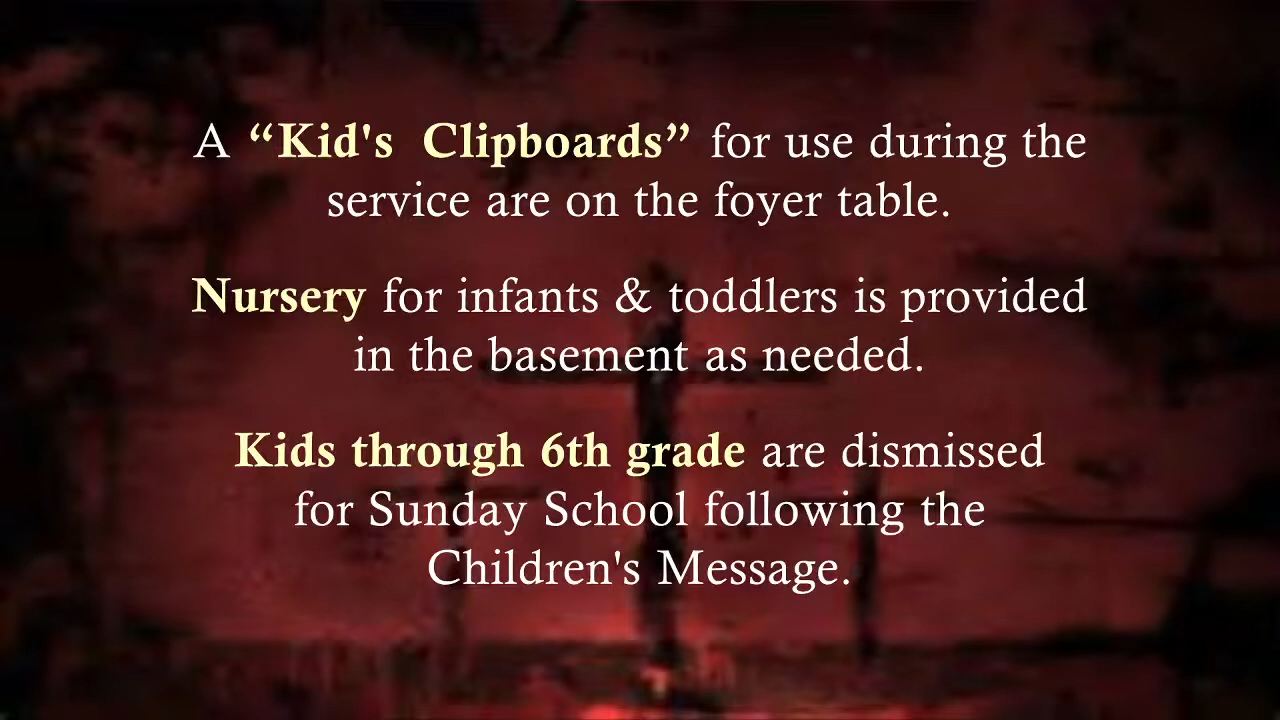 A “Kid's  Clipboards” for use during the
service are on the foyer table.
Nursery for infants & toddlers is provided
in the basement as needed.
Kids through 6th grade are dismissed
for Sunday School following the
Children's Message.